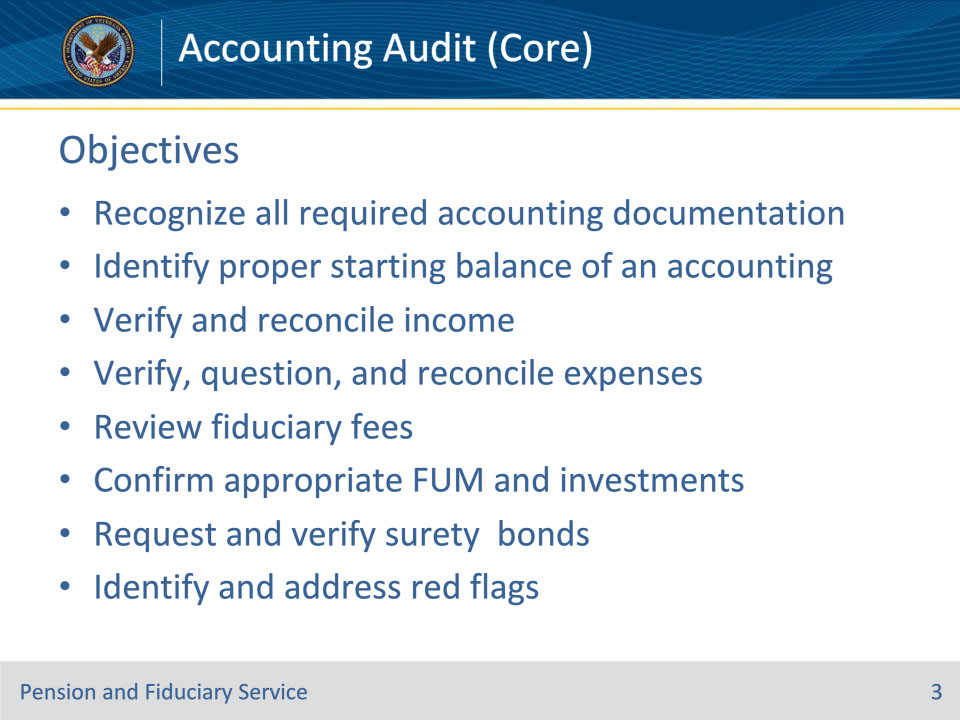 Accounting Audit (Core)
Objectives
• Recognize all required accounting documentation
• Identify proper starting balance of an accounting
• Verify and reconcile income
• Verify, question, and reconcile expenses
• Review fiduciary fees
• Confirm appropriate FUM and investments
• Request and verify surety  bonds
• Identify and address red flags
Pension and Fiduciary Service
3